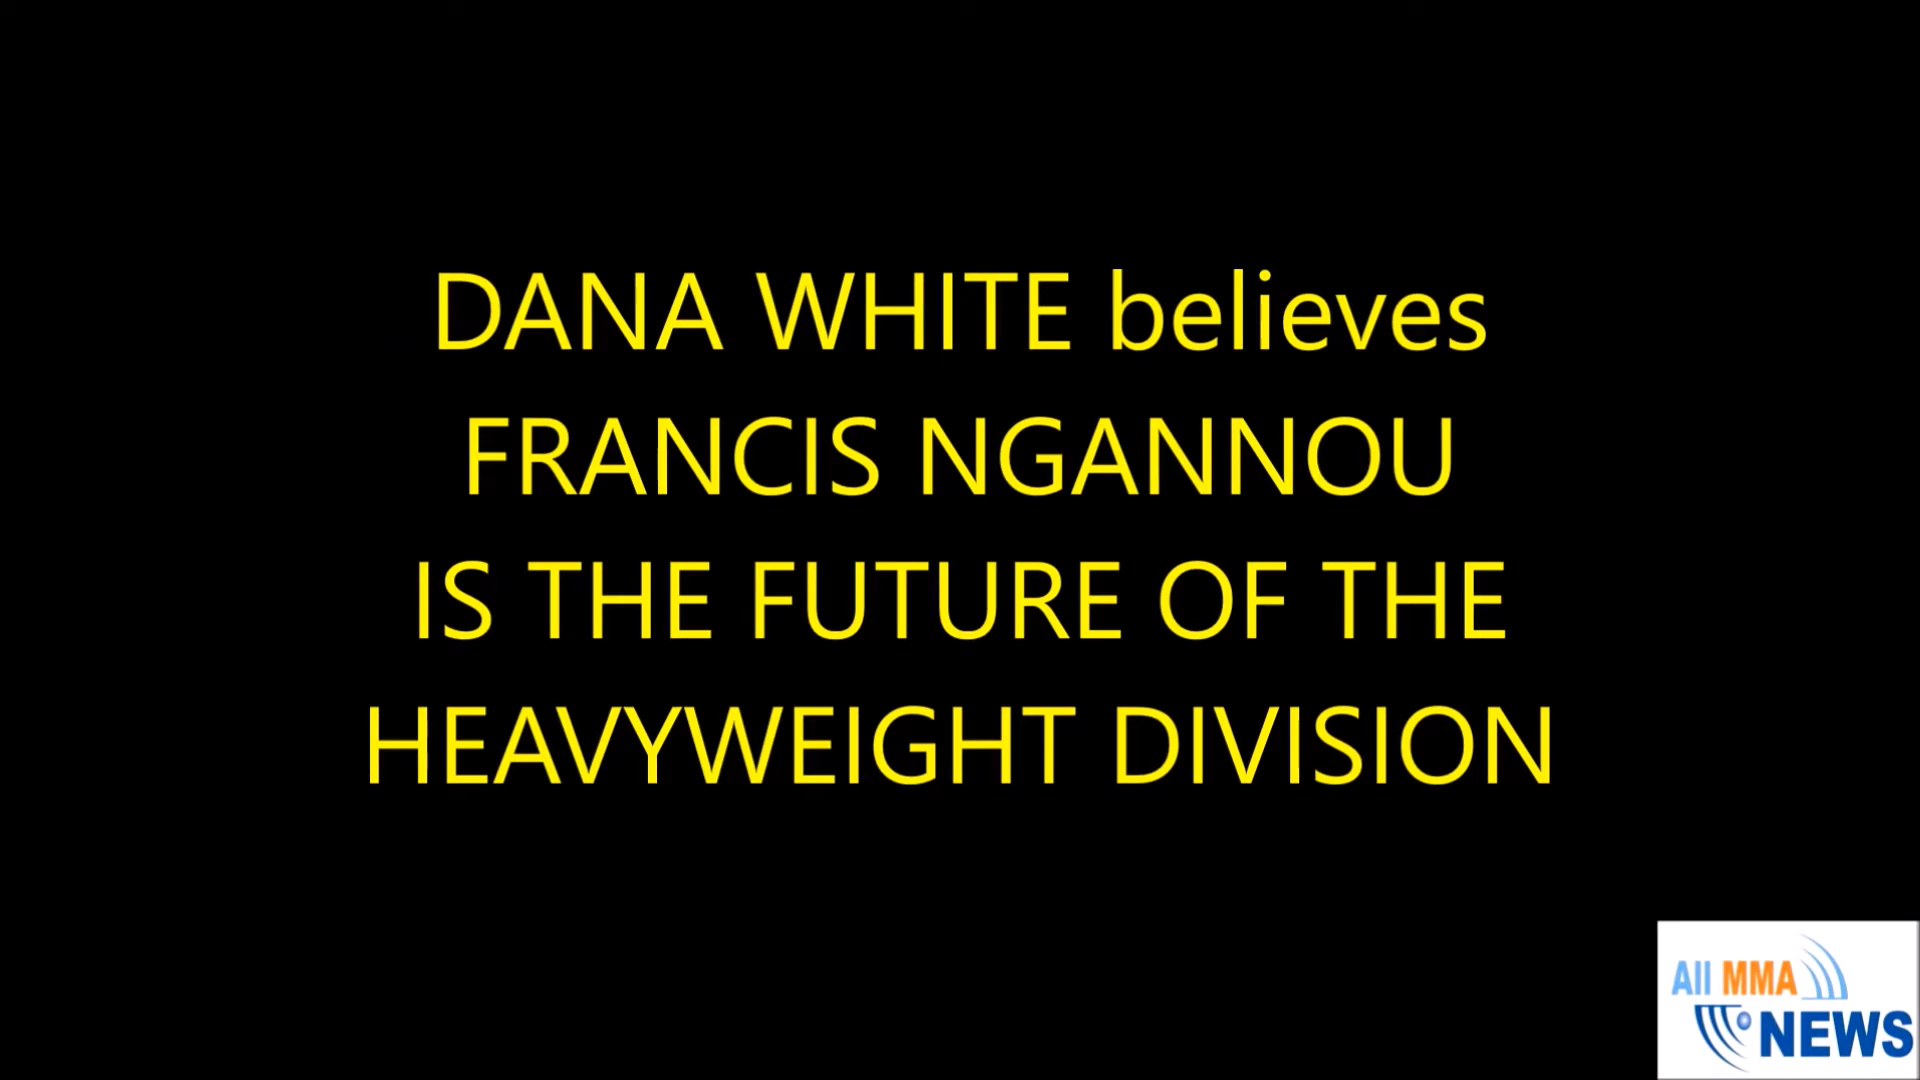 DANA WHITE believes
FRANCIS NGANNOU
IS THE FUTURE OF THE
HEAVYWEIGHT DIVISION
All MMA
NEWS